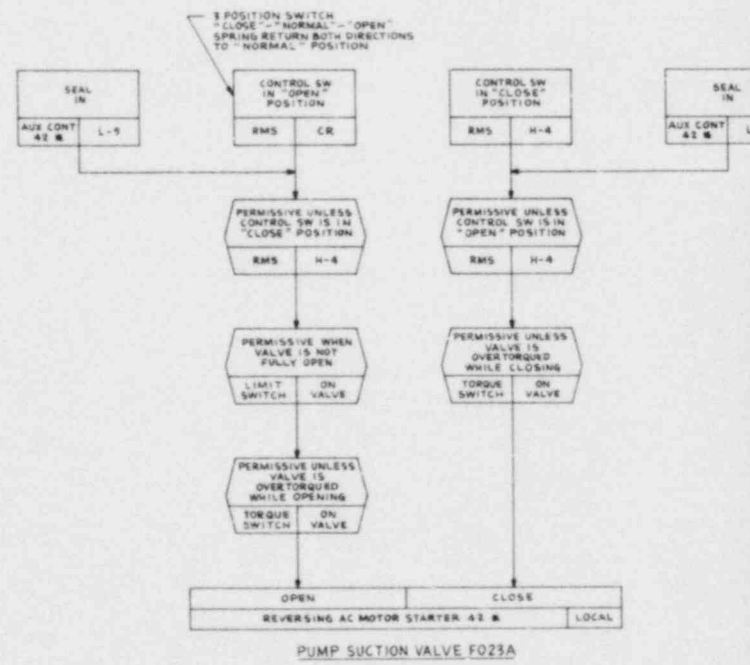 3 POSITION SWITCH
"CLOSE"-"NORMAL"-"OPEN"
SPRING RETURN BOTH DIRECTIONS
TO "NORMAL" POSITION
SEAL
IN
AUX CONT
42
L-5
CONTROL SW
IN "OPEN"
POSITION
RMS
CR
CONTROL SW
IN "CLOSE"
POSITION
RMS
H-4
SEAL
IN
AUX CONT
42
L
PERMISSIVE UNLESS
CONTROL SW IS IN
"CLOSE" POSITION
RMS
H-4
PERMISSIVE UNLESS
CONTROL SW IS IN
"OPEN" POSITION
RMS
H-4
PERMISSIVE WHEN
VALVE IS NOT
FULLY OPEN
LIMIT
SWITCH
ON
VALVE
PERMISSIVE UNLESS
VALVE IS
OVERTORQUED
WHILE CLOSING
TORQUE
SWITCH
ON
VALVE
PERMISSIVE UNLESS
VALVE IS
OVERTORQUED
WHILE OPENING
TORQUE
SWITCH
ON
VALVE
OPEN
CLOSE
REVERSING AC MOTOR STARTER 42
LOCAL
PUMP SUCTION VALVE F023A